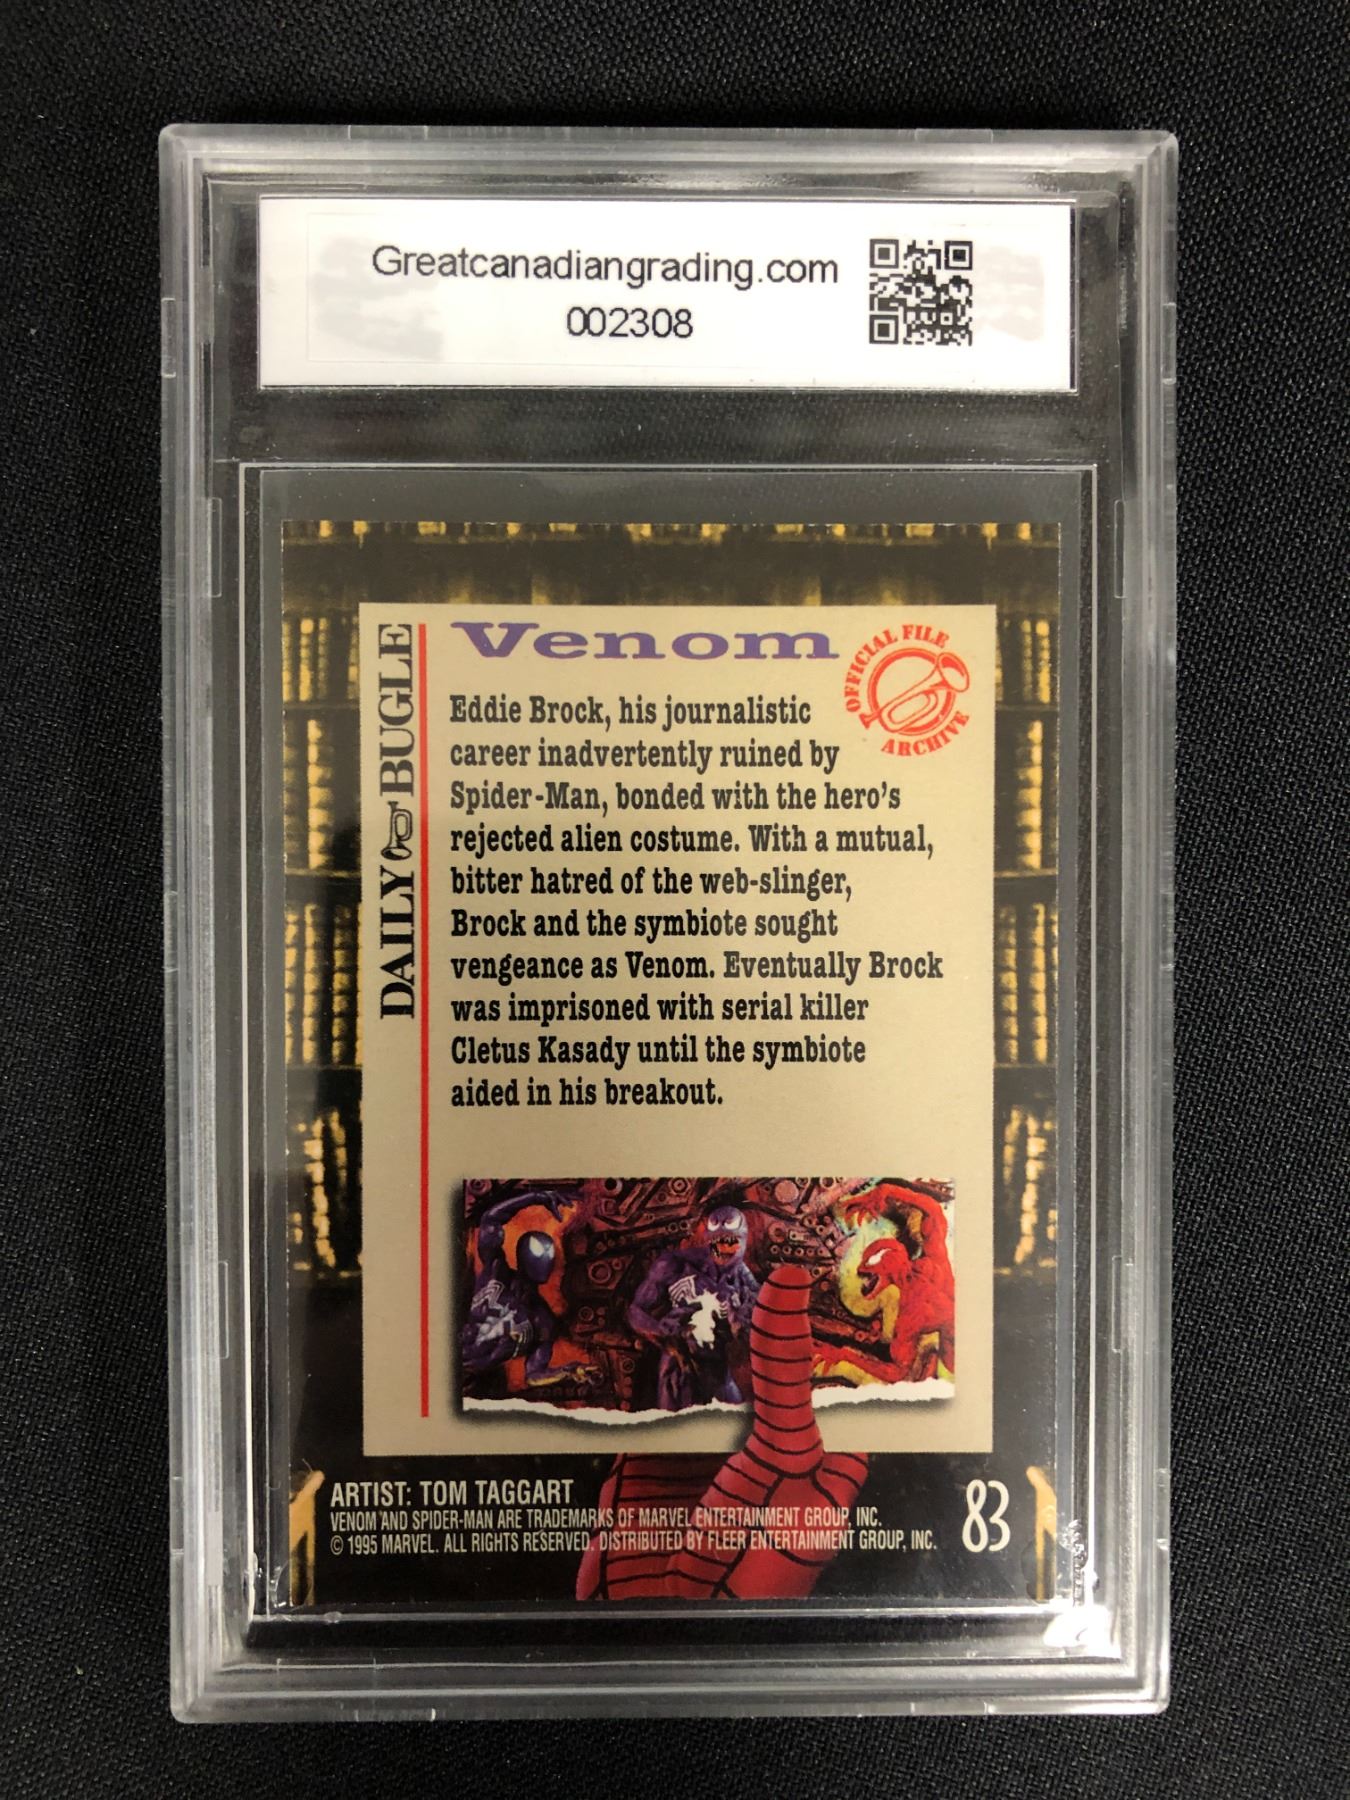 Greatcanadiangrading.com
002308
Venom
OFFICIAL FILE
ARCHIVE
DAILY BUGLE
Eddie Brock, his journalistic
career inadvertently ruined by
Spider-Man, bonded with the hero's
rejected alien costume. With a mutual,
bitter hatred of the web-slinger,
Brock and the symbiote sought
vengeance as Venom. Eventually Brock
was imprisoned with serial killer
Cletus Kasady until the symbiote
aided in his breakout.
ARTIST: TOM TAGGART
VENOM AND SPIDER-MAN ARE TRADEMARKS OF MARVEL ENTERTAINMENT GROUP, INC.
© 1995 MARVEL. ALL RIGHTS RESERVED. DISTRIBUTED BY FLEER ENTERTAINMENT GROUP, INC.
83